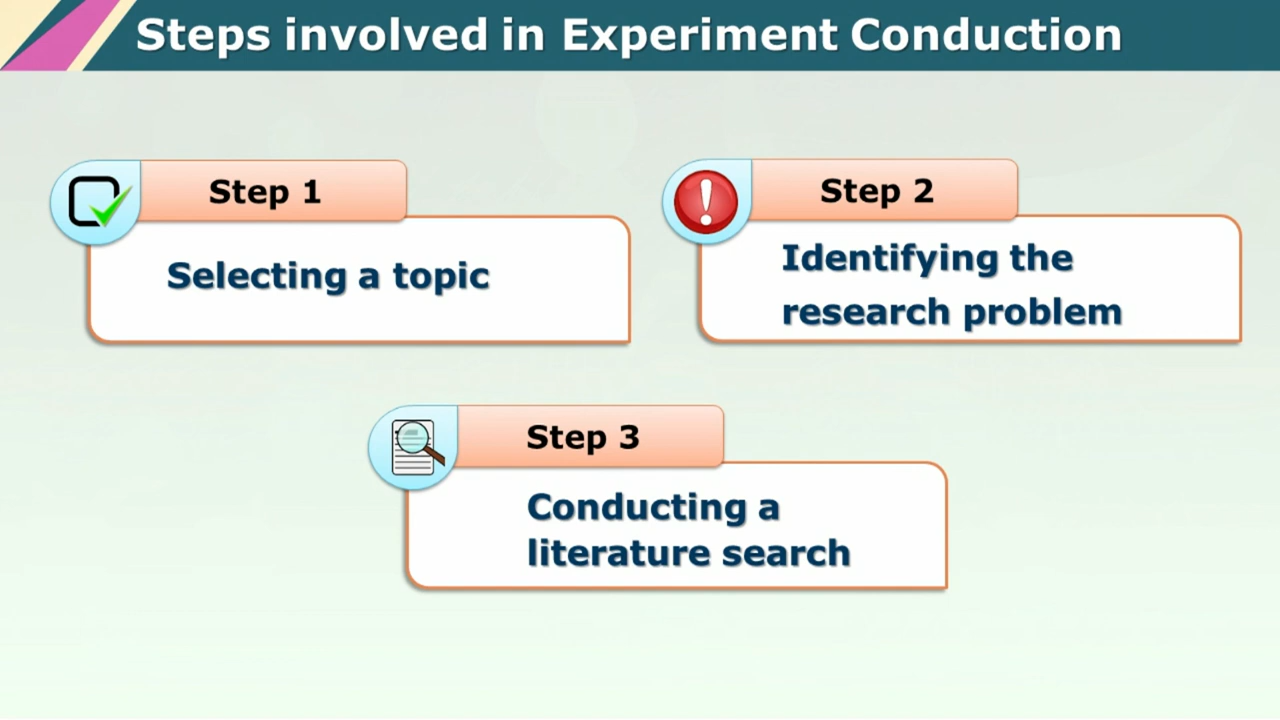 Steps involved in Experiment Conduction
Step 1
Selecting a topic
Step 2
Identifying the
research problem
Step 3
Conducting a
literature search